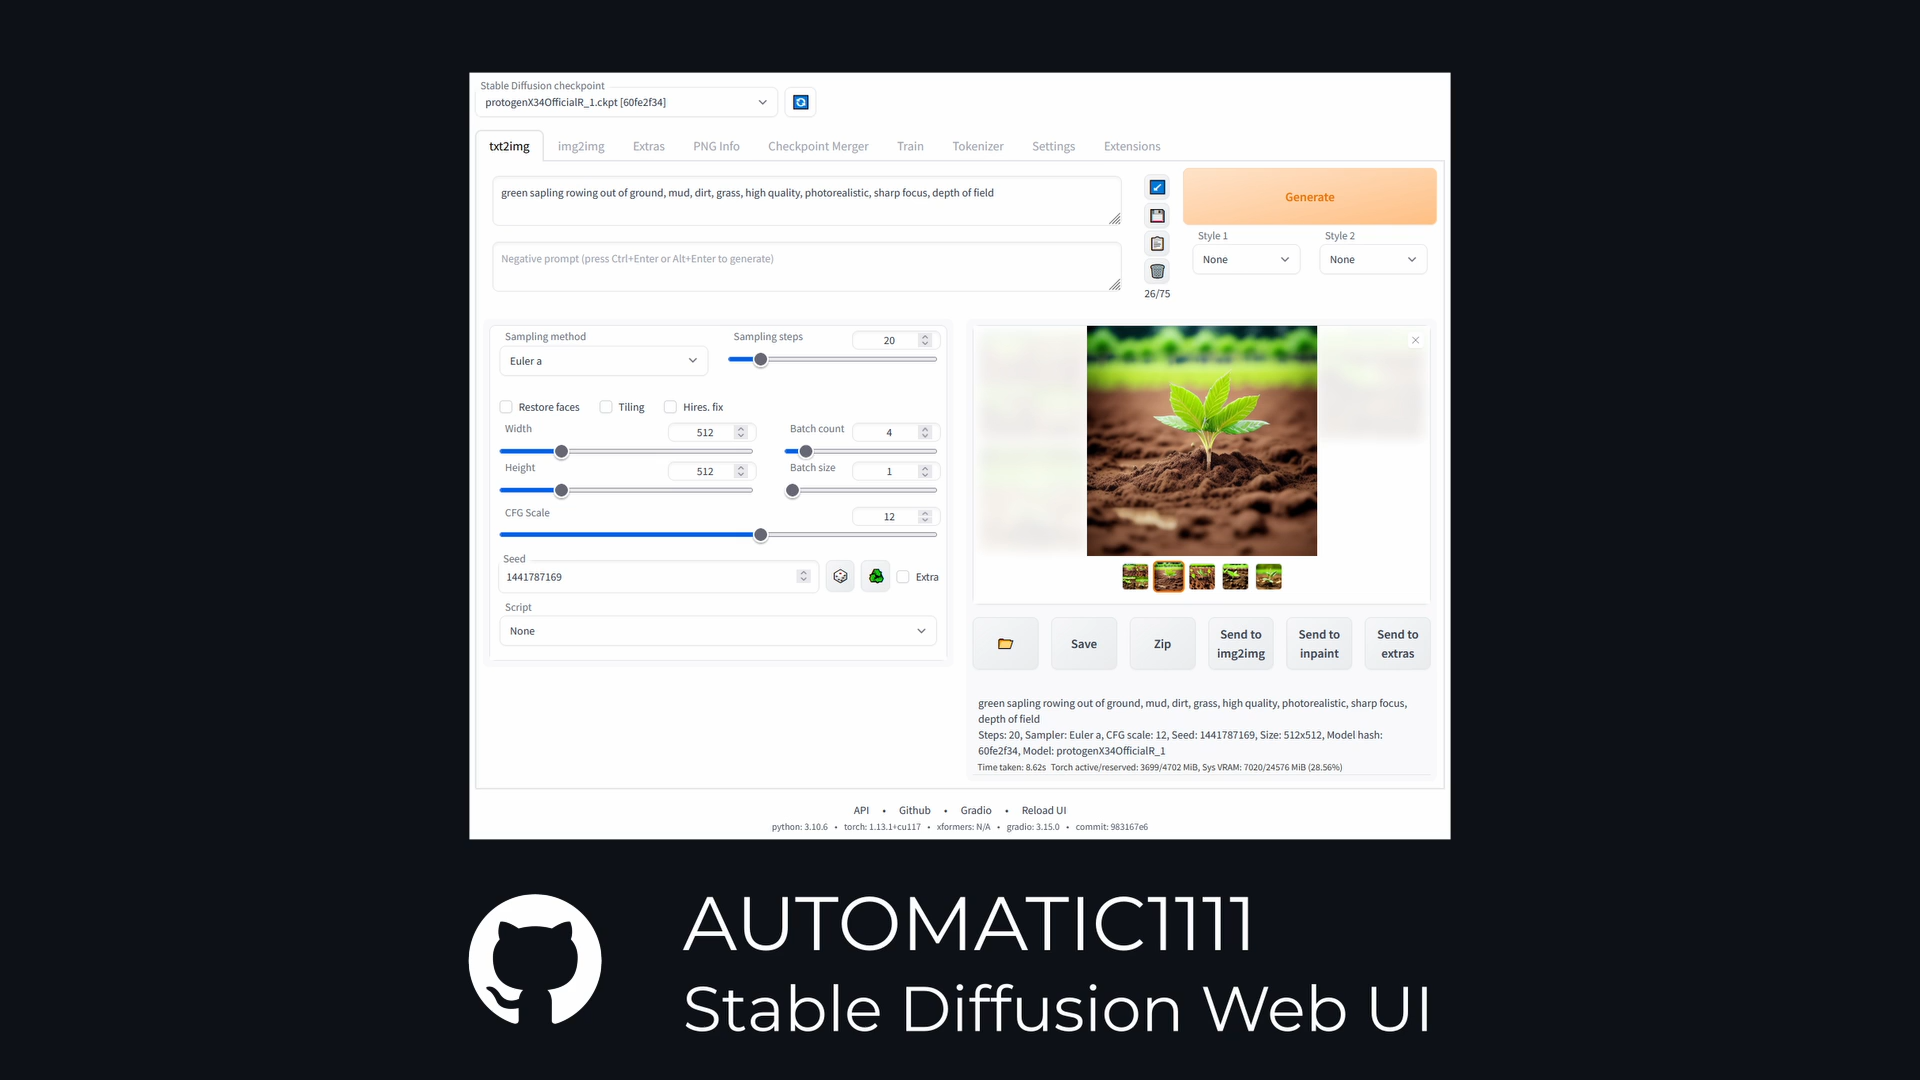 Stable Diffusion checkpoint
protogenX34OfficialR_1.ckpt [60fe2f34]
txt2img img2img Extras PNG Info Checkpoint Merger Train Tokenizer Settings Extensions
green sapling rowing out of ground, mud, dirt, grass, high quality, photorealistic, sharp focus, depth of field
Negative prompt (press Ctrl+Enter or Alt+Enter to generate)
26/75
Generate
Style 1 Style 2
None None
Sampling method Sampling steps 20
Euler a
Restore faces Tiling Hires. fix
Width 512 Batch count 4
Height 512 Batch size 1
CFG Scale 12
Seed
1441787169 Extra
Script
None
Save Zip Send to img2img Send to inpaint Send to extras
green sapling rowing out of ground, mud, dirt, grass, high quality, photorealistic, sharp focus,
depth of field
Steps: 20, Sampler: Euler a, CFG scale: 12, Seed: 1441787169, Size: 512x512, Model hash:
60fe2f34, Model: protogenX34OfficialR_1
Time taken: 8.62s Torch active/reserved: 3699/4702 MiB, Sys VRAM: 7020/24576 MiB (28.56%)
API • Github • Gradio • Reload UI
python: 3.10.6 • torch: 1.13.1+cu117 • xformers: N/A • gradio: 3.15.0 • commit: 983167e6
AUTOMATIC1111
Stable Diffusion Web UI